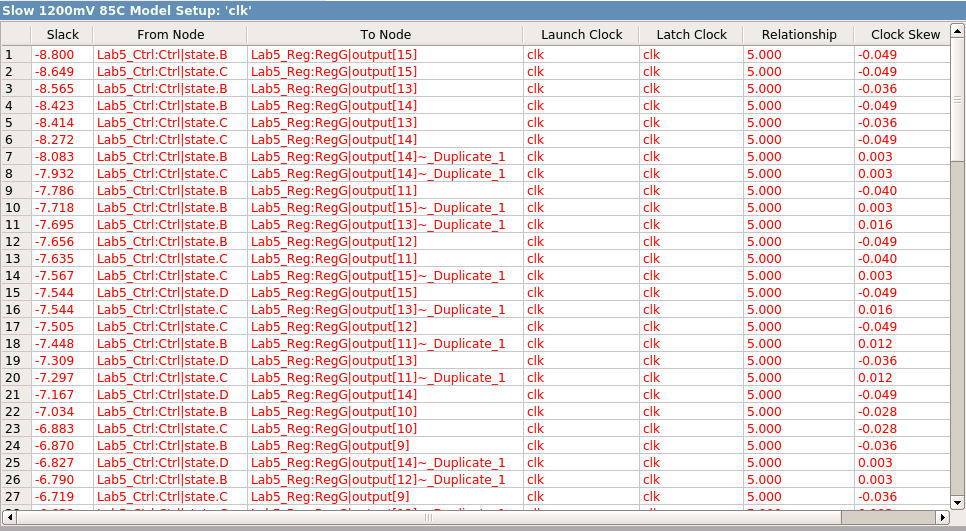 Slow 1200mV 85C Model Setup: 'clk'
Slack From Node To Node Launch Clock Latch Clock Relationship Clock Skew
1 -8.800 Lab5_Ctrl:Ctrl|state.B Lab5_Reg:RegG|output[15] clk clk 5.000 -0.049
2 -8.649 Lab5_Ctrl:Ctrl|state.C Lab5_Reg:RegG|output[15] clk clk 5.000 -0.049
3 -8.565 Lab5_Ctrl:Ctrl|state.B Lab5_Reg:RegG|output[13] clk clk 5.000 -0.036
4 -8.423 Lab5_Ctrl:Ctrl|state.B Lab5_Reg:RegG|output[14] clk clk 5.000 -0.049
5 -8.414 Lab5_Ctrl:Ctrl|state.C Lab5_Reg:RegG|output[13] clk clk 5.000 -0.036
6 -8.272 Lab5_Ctrl:Ctrl|state.C Lab5_Reg:RegG|output[14] clk clk 5.000 -0.049
7 -8.083 Lab5_Ctrl:Ctrl|state.B Lab5_Reg:RegG|output[14]~_Duplicate_1 clk clk 5.000 0.003
8 -7.932 Lab5_Ctrl:Ctrl|state.C Lab5_Reg:RegG|output[14]~_Duplicate_1 clk clk 5.000 0.003
9 -7.786 Lab5_Ctrl:Ctrl|state.B Lab5_Reg:RegG|output[11] clk clk 5.000 -0.040
10 -7.718 Lab5_Ctrl:Ctrl|state.B Lab5_Reg:RegG|output[15]~_Duplicate_1 clk clk 5.000 0.003
11 -7.695 Lab5_Ctrl:Ctrl|state.B Lab5_Reg:RegG|output[13]~_Duplicate_1 clk clk 5.000 0.016
12 -7.656 Lab5_Ctrl:Ctrl|state.B Lab5_Reg:RegG|output[12] clk clk 5.000 -0.049
13 -7.635 Lab5_Ctrl:Ctrl|state.C Lab5_Reg:RegG|output[11] clk clk 5.000 -0.040
14 -7.567 Lab5_Ctrl:Ctrl|state.C Lab5_Reg:RegG|output[15]~_Duplicate_1 clk clk 5.000 0.003
15 -7.544 Lab5_Ctrl:Ctrl|state.D Lab5_Reg:RegG|output[15] clk clk 5.000 -0.049
16 -7.544 Lab5_Ctrl:Ctrl|state.C Lab5_Reg:RegG|output[13]~_Duplicate_1 clk clk 5.000 0.016
17 -7.505 Lab5_Ctrl:Ctrl|state.C Lab5_Reg:RegG|output[12] clk clk 5.000 -0.049
18 -7.448 Lab5_Ctrl:Ctrl|state.B Lab5_Reg:RegG|output[11]~_Duplicate_1 clk clk 5.000 0.012
19 -7.309 Lab5_Ctrl:Ctrl|state.D Lab5_Reg:RegG|output[13] clk clk 5.000 -0.036
20 -7.297 Lab5_Ctrl:Ctrl|state.C Lab5_Reg:RegG|output[11]~_Duplicate_1 clk clk 5.000 0.012
21 -7.167 Lab5_Ctrl:Ctrl|state.D Lab5_Reg:RegG|output[14] clk clk 5.000 -0.049
22 -7.034 Lab5_Ctrl:Ctrl|state.B Lab5_Reg:RegG|output[10] clk clk 5.000 -0.028
23 -6.883 Lab5_Ctrl:Ctrl|state.C Lab5_Reg:RegG|output[10] clk clk 5.000 -0.028
24 -6.870 Lab5_Ctrl:Ctrl|state.B Lab5_Reg:RegG|output[9] clk clk 5.000 -0.036
25 -6.827 Lab5_Ctrl:Ctrl|state.D Lab5_Reg:RegG|output[14]~_Duplicate_1 clk clk 5.000 0.003
26 -6.790 Lab5_Ctrl:Ctrl|state.B Lab5_Reg:RegG|output[12]~_Duplicate_1 clk clk 5.000 0.003
27 -6.719 Lab5_Ctrl:Ctrl|state.C Lab5_Reg:RegG|output[9] clk clk 5.000 -0.036